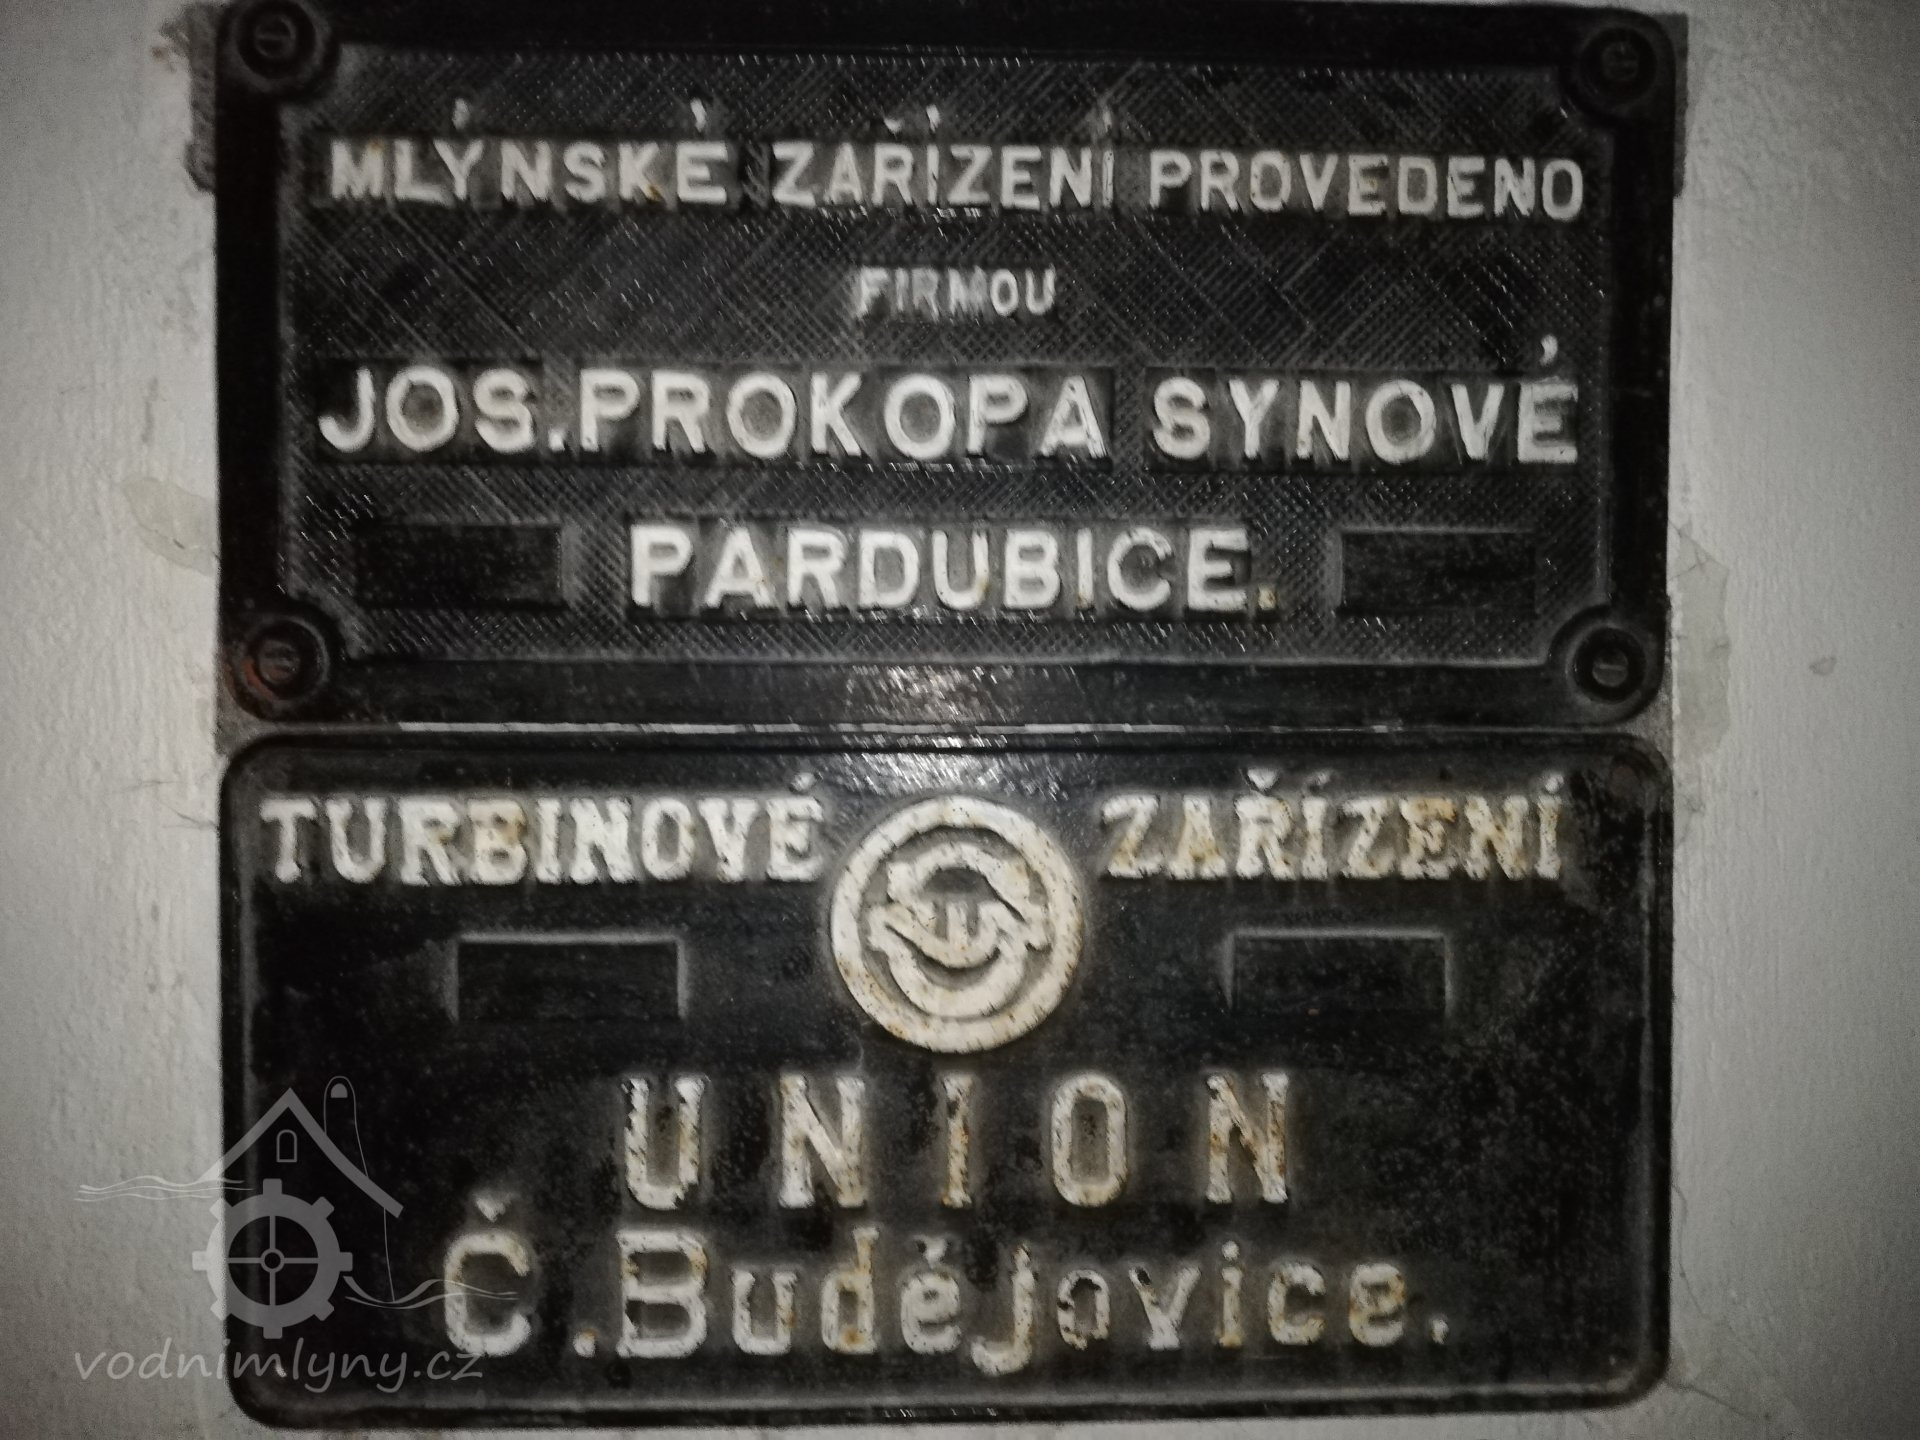 MLÝNSKÉ ZAŘÍZENÍ PROVEDENO
FIRMOU
JOS. PROKOPA SYNOVÉ
PARDUBICE.
TURBINOVÉ ZAŘÍZENÍ
UNION
Č. Budějovice.
vodnimlyny.cz